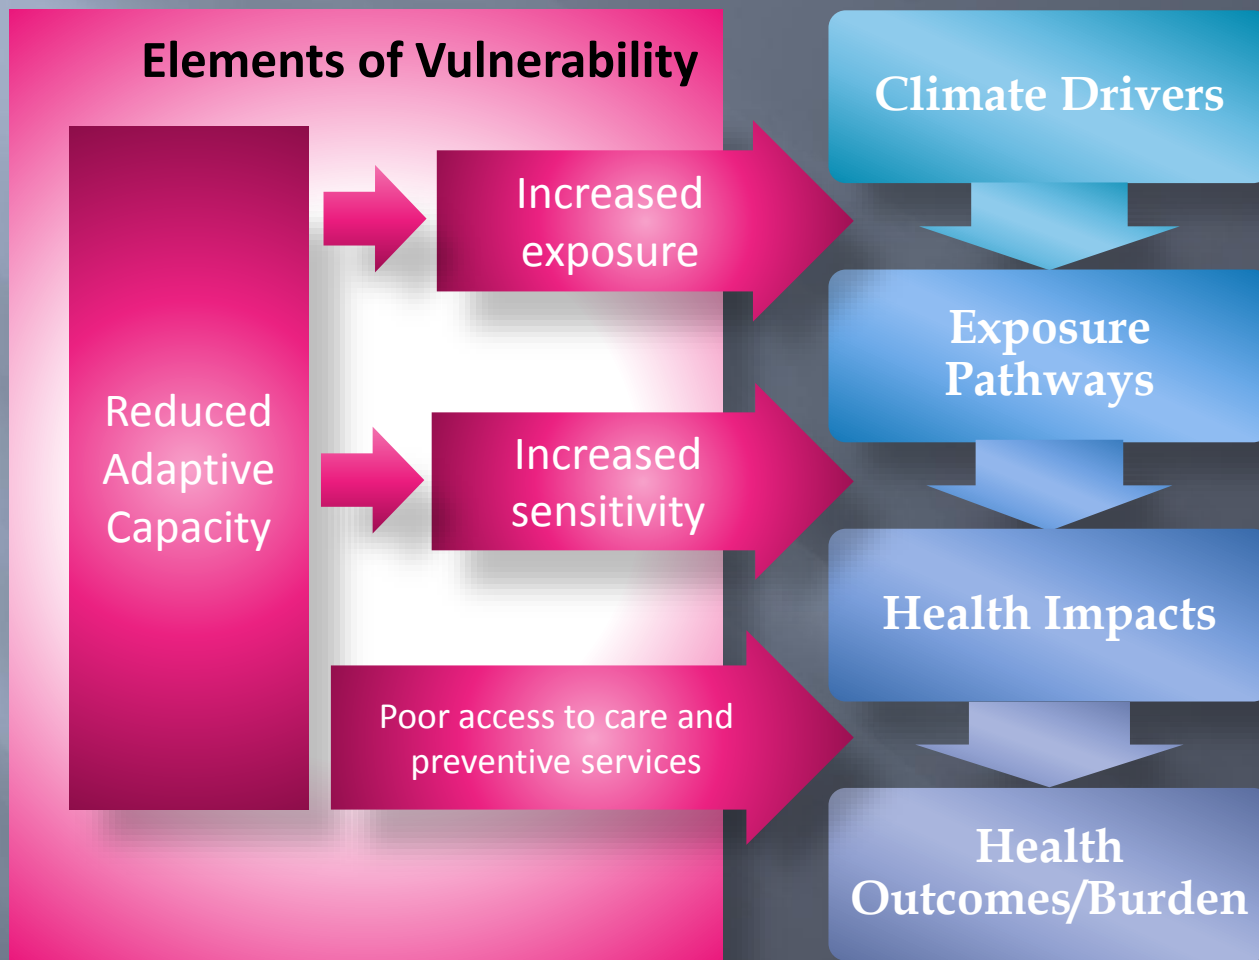 Elements of Vulnerability
Reduced
Adaptive
Capacity
Increased
exposure
Increased
sensitivity
Poor access to care and
preventive services
Climate Drivers
Exposure
Pathways
Health Impacts
Health
Outcomes/Burden